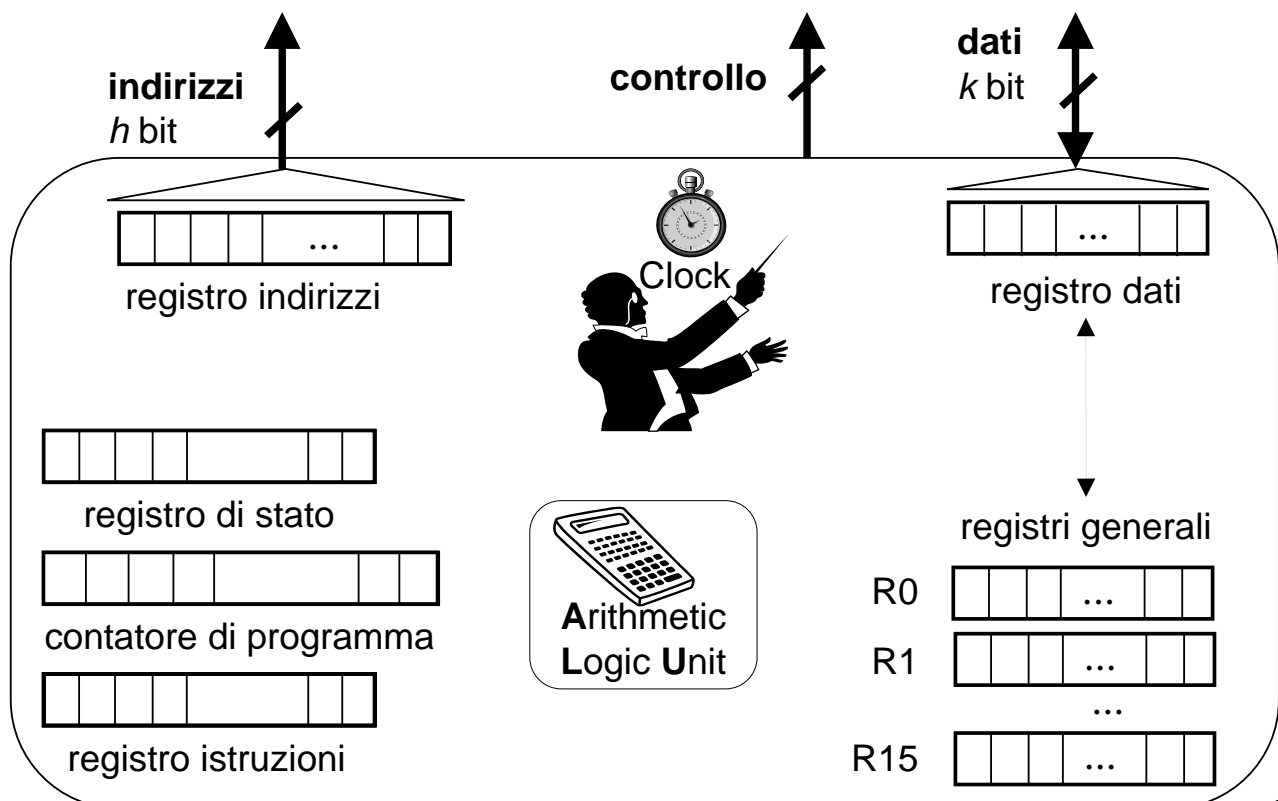 indirizzi
h bit
controllo
dati
k bit
...
registro indirizzi
Clock
...
registro dati
registro di stato
contatore di programma
registro istruzioni
Arithmetic
Logic Unit
registri generali
R0
...
R1
...
...
R15
...